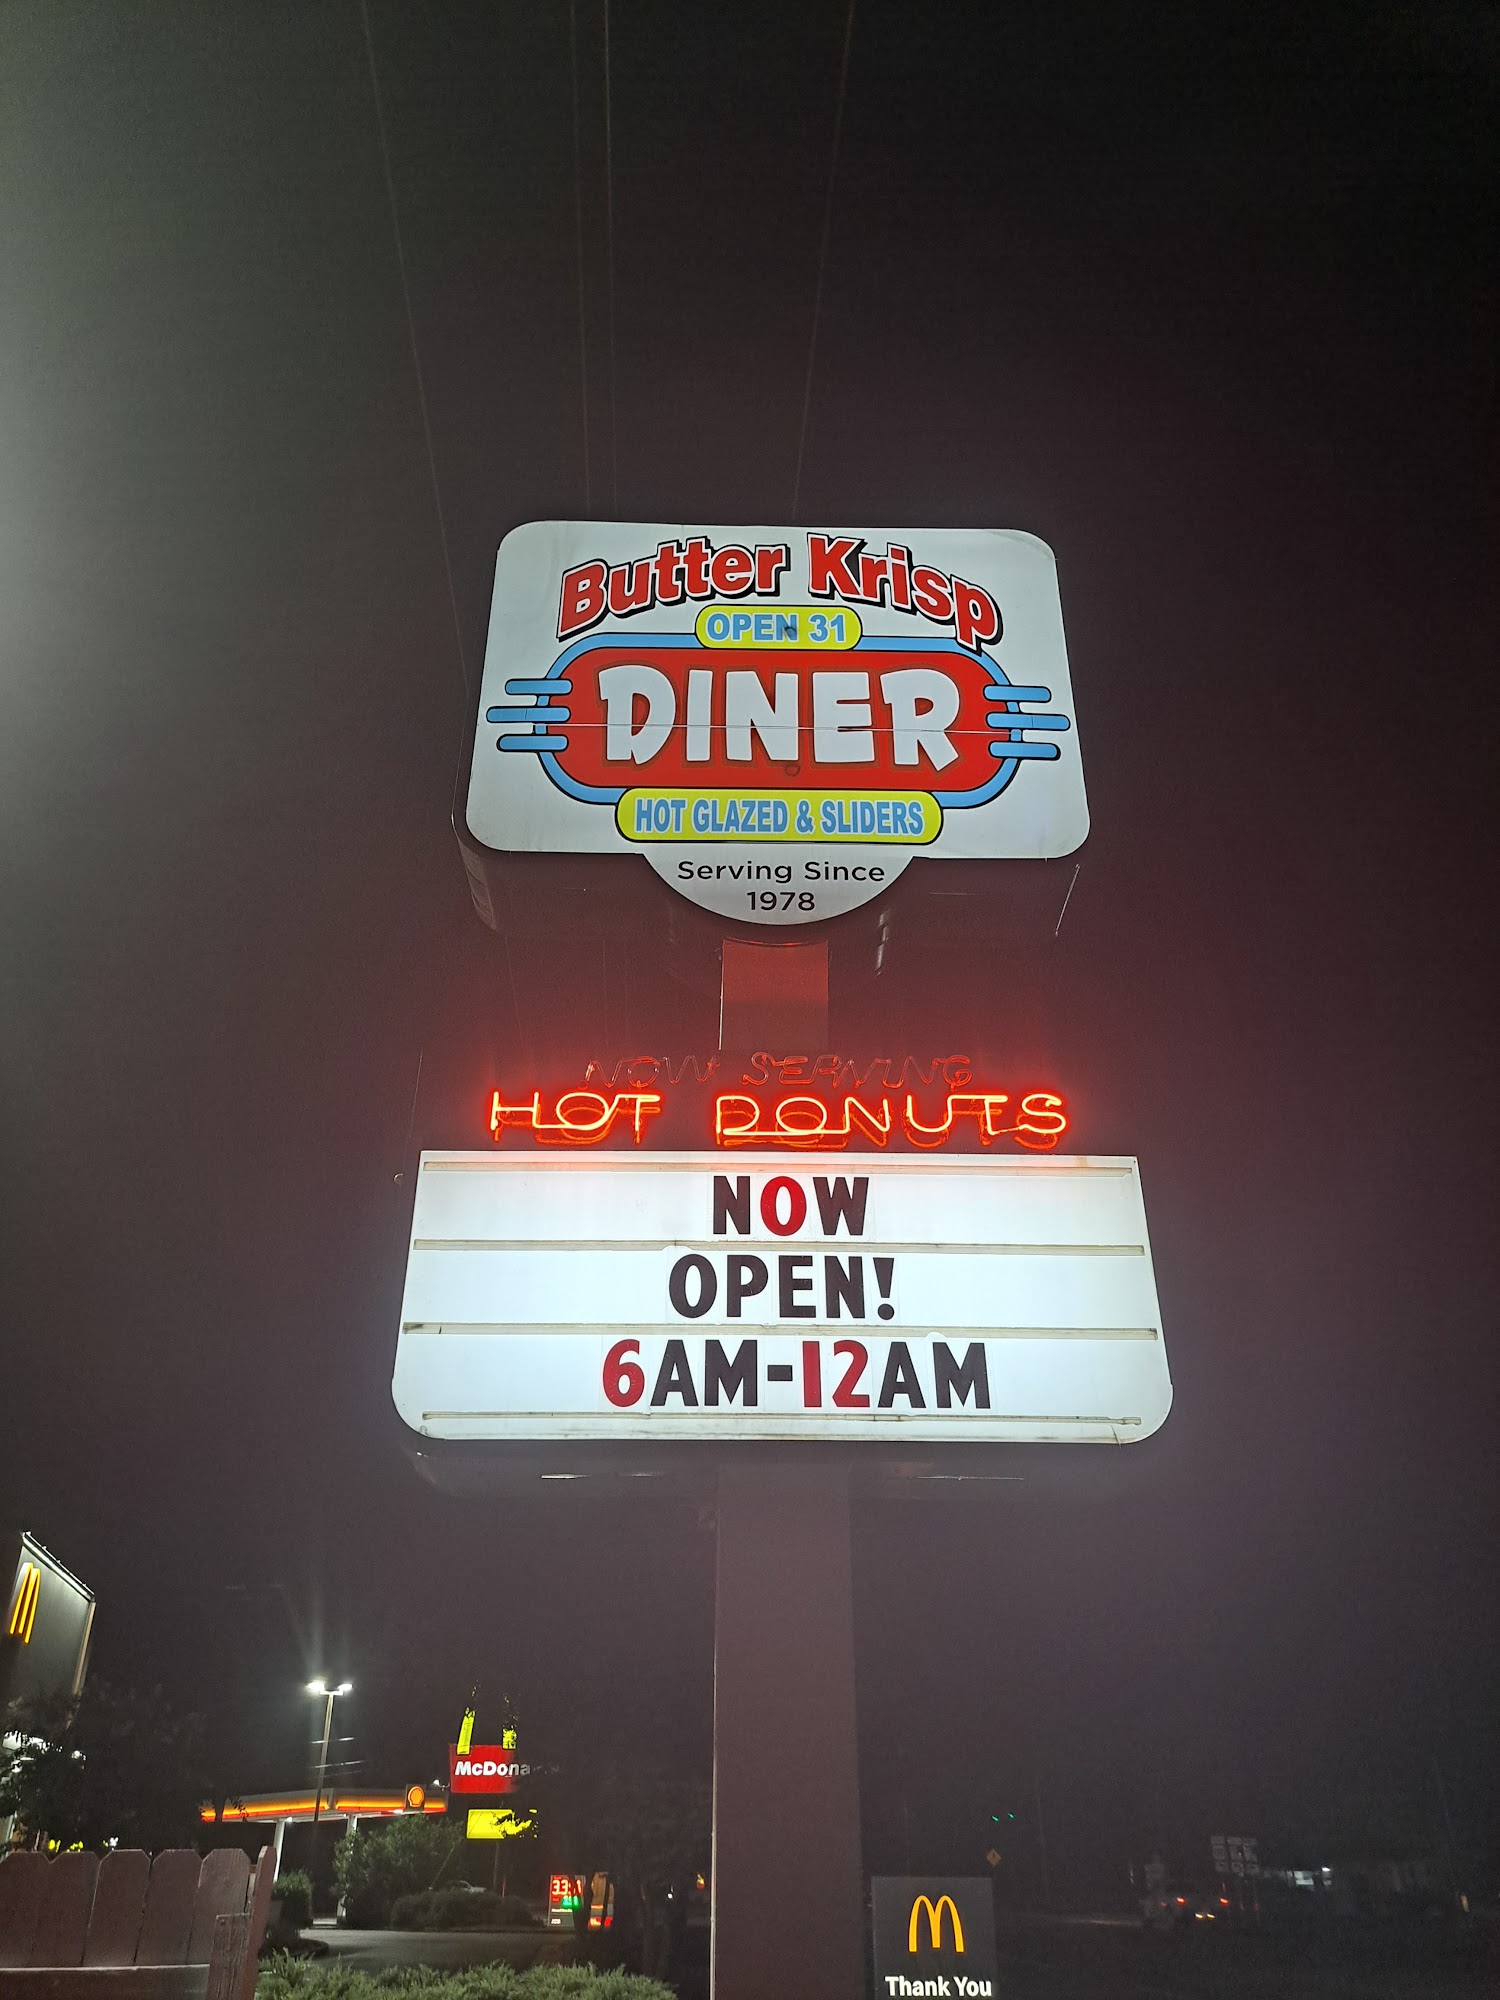 Butter Krisp
OPEN 31
DINER
HOT GLAZED & SLIDERS
Serving Since
1978
NOW SERVING
HOT DONUTS
NOW
OPEN!
6AM-12AM
McDona
Thank You